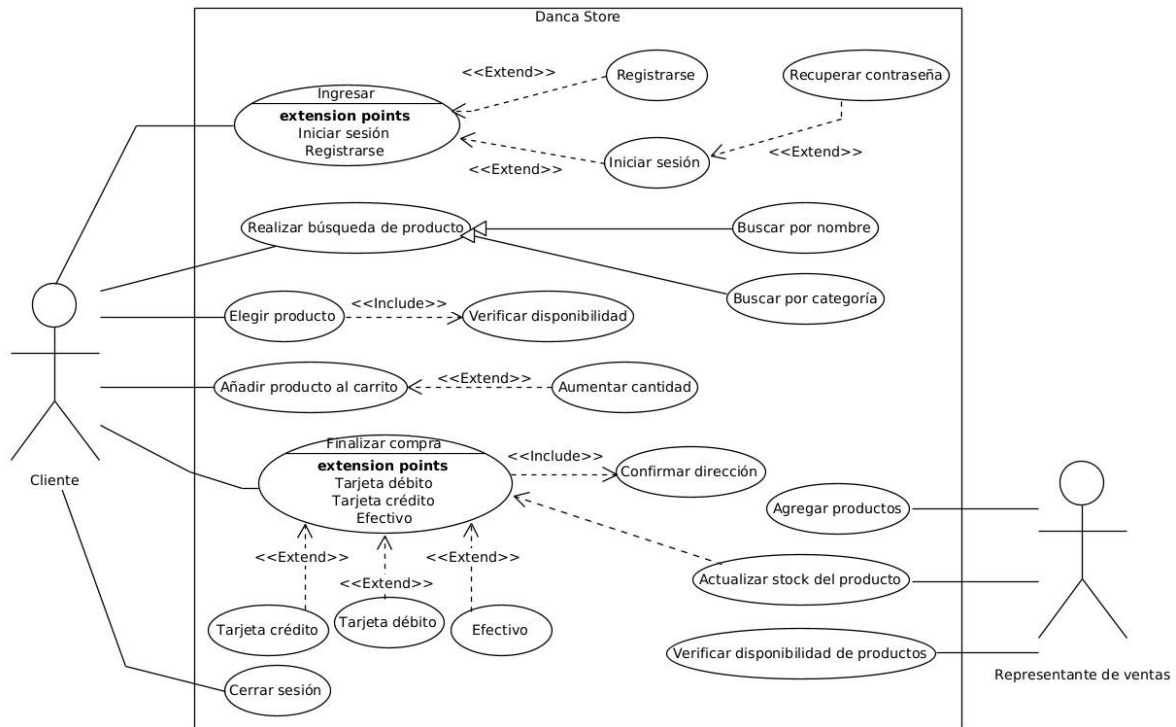 Danca Store
<<Extend>>
Registrarse
Recuperar contraseña
Ingresar
extension points
Iniciar sesión
Registrarse
<<Extend>>
Iniciar sesión
<<Extend>>
Realizar búsqueda de producto
Buscar por nombre
Buscar por categoría
Elegir producto
<<Include>>
Verificar disponibilidad
Añadir producto al carrito
<<Extend>>
Aumentar cantidad
Cliente
Finalizar compra
extension points
Tarjeta débito
Tarjeta crédito
Efectivo
<<Include>>
Confirmar dirección
Agregar productos
<<Extend>>
<<Extend>>
<<Extend>>
Actualizar stock del producto
Tarjeta crédito
Tarjeta débito
Efectivo
Verificar disponibilidad de productos
Representante de ventas
Cerrar sesión